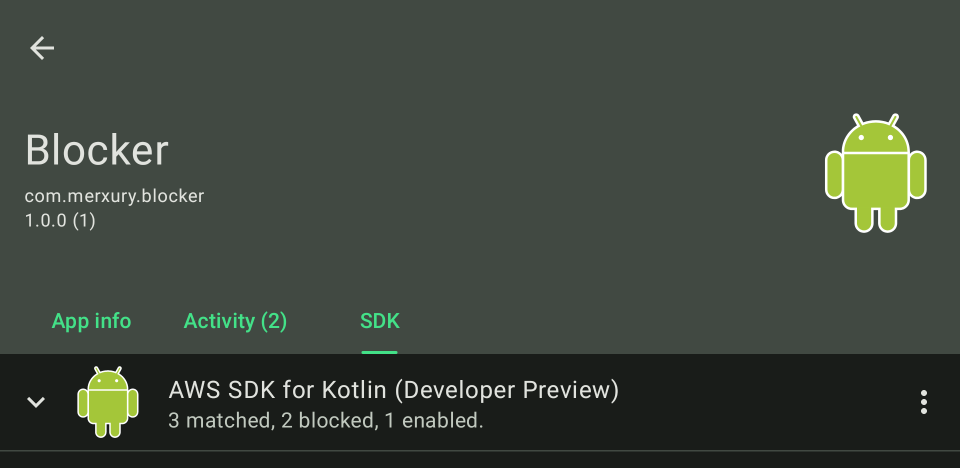 Blocker
com.merxury.blocker
1.0.0 (1)
App info Activity (2) SDK
AWS SDK for Kotlin (Developer Preview)
3 matched, 2 blocked, 1 enabled.